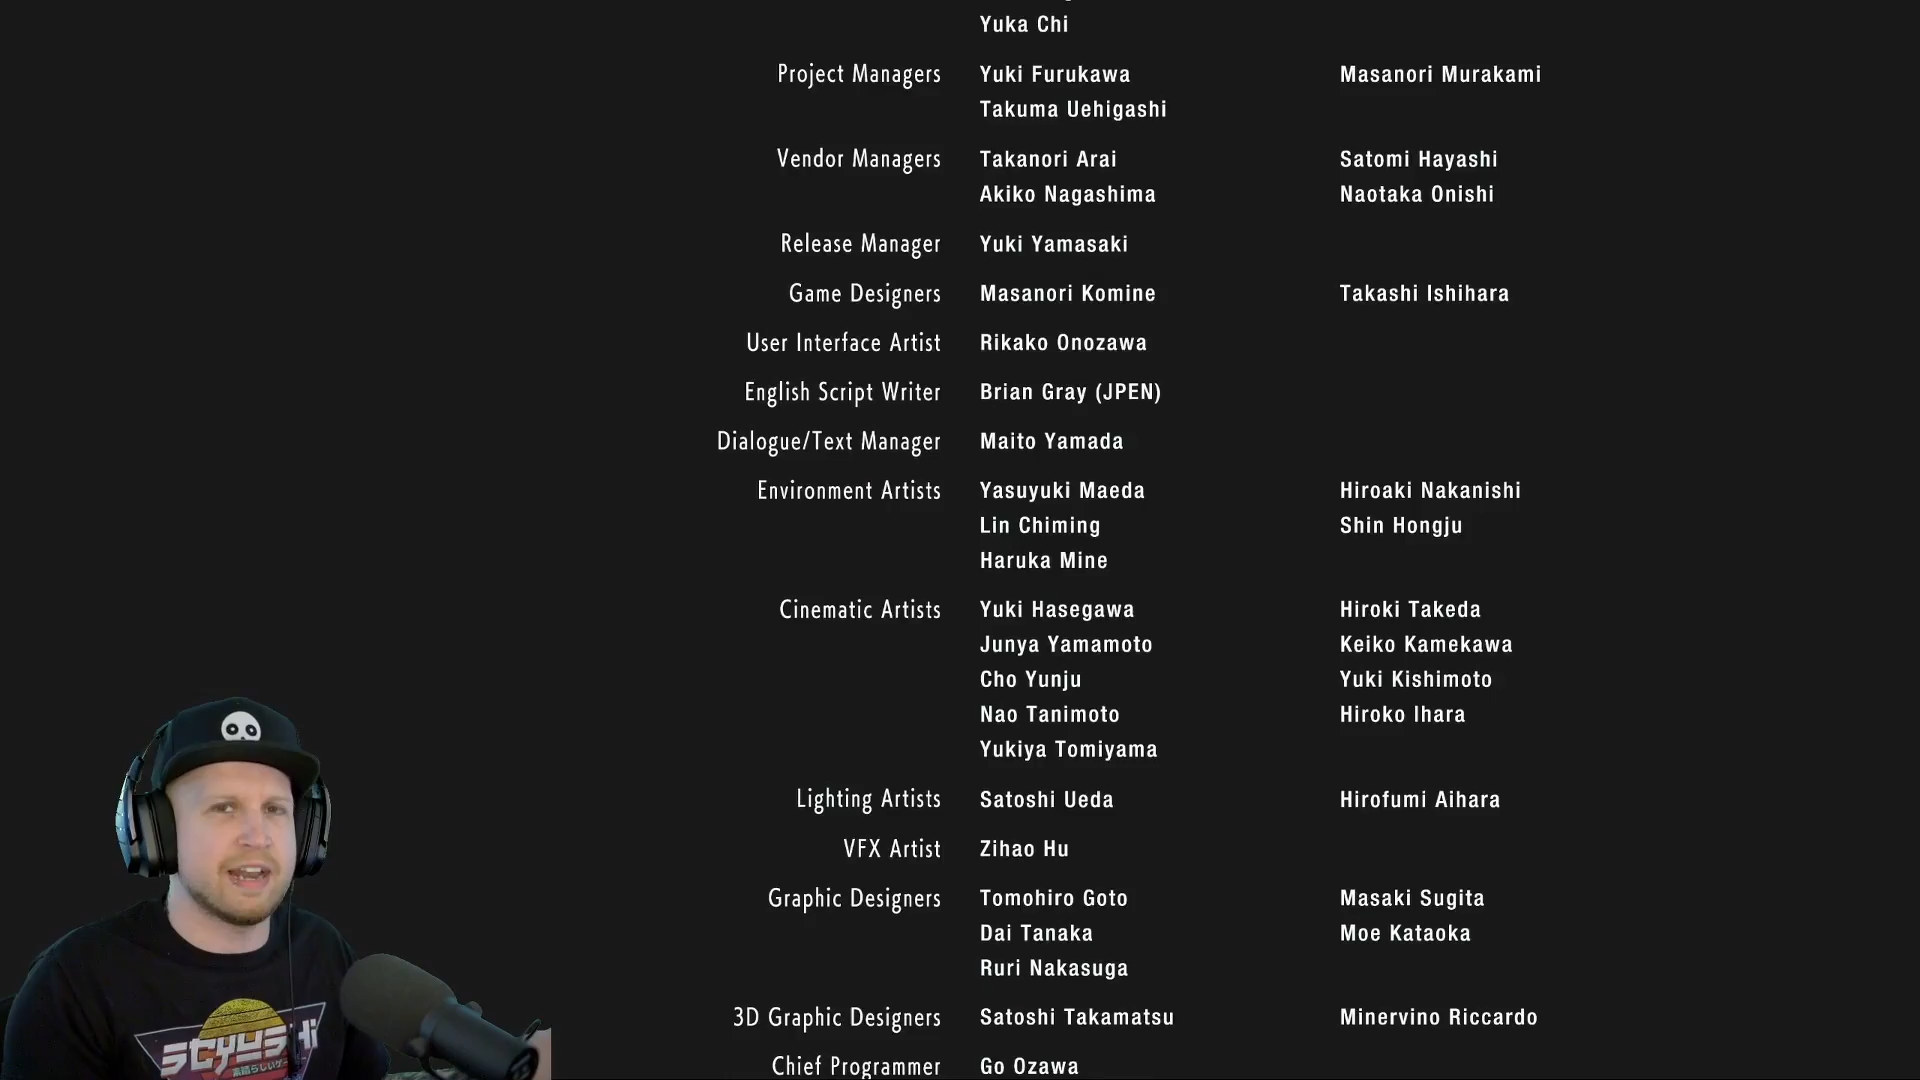 Yuka Chi
Project Managers Yuki Furukawa Masanori Murakami
Takuma Uehigashi
Vendor Managers Takanori Arai Satomi Hayashi
Akiko Nagashima Naotaka Onishi
Release Manager Yuki Yamasaki
Game Designers Masanori Komine Takashi Ishihara
User Interface Artist Rikako Onozawa
English Script Writer Brian Gray (JPEN)
Dialogue/Text Manager Maito Yamada
Environment Artists Yasuyuki Maeda Hiroaki Nakanishi
Lin Chiming Shin Hongju
Haruka Mine
Cinematic Artists Yuki Hasegawa Hiroki Takeda
Junya Yamamoto Keiko Kamekawa
Cho Yunju Yuki Kishimoto
Nao Tanimoto Hiroko Ihara
Yukiya Tomiyama
Lighting Artists Satoshi Ueda Hirofumi Aihara
VFX Artist Zihao Hu
Graphic Designers Tomohiro Goto Masaki Sugita
Dai Tanaka Moe Kataoka
Ruri Nakasuga
3D Graphic Designers Satoshi Takamatsu Minervino Riccardo
Chief Programmer Go Ozawa